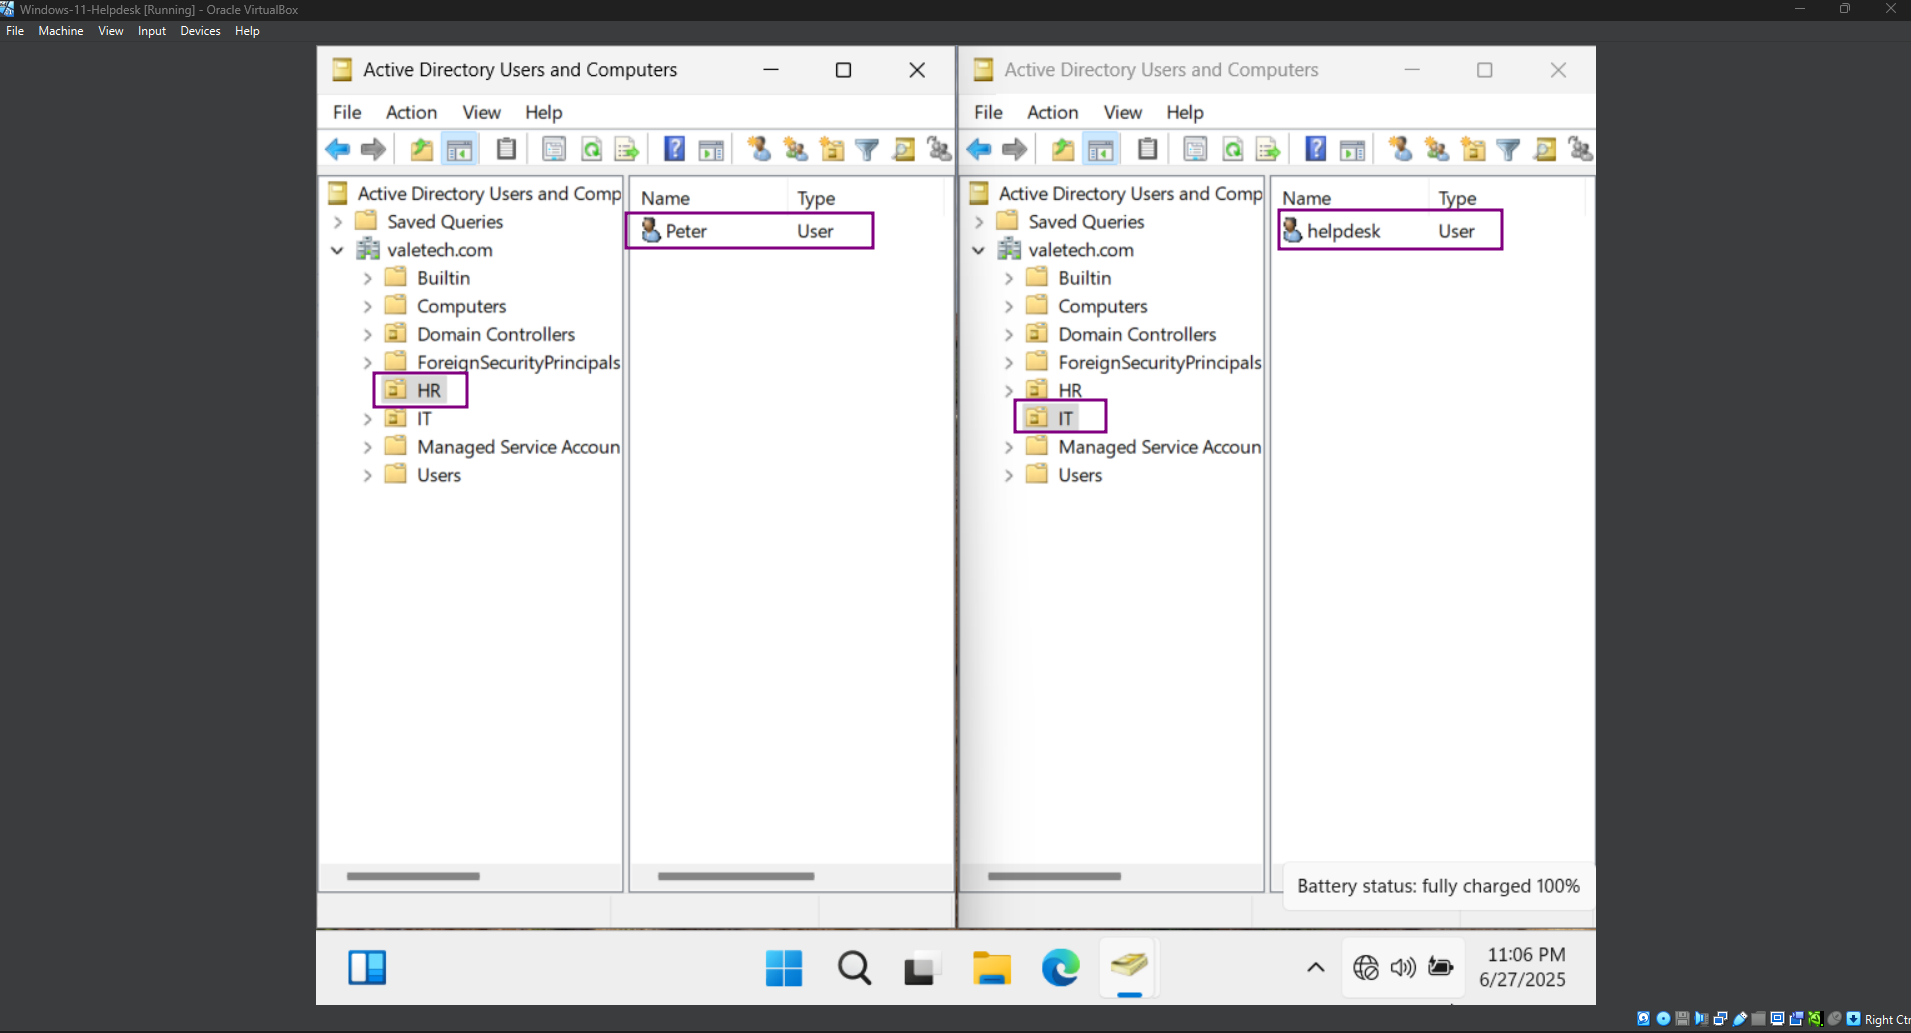 Windows-11-Helpdesk [Running] - Oracle VirtualBox
File Machine View Input Devices Help
Active Directory Users and Computers
File Action View Help
Active Directory Users and Comp
Saved Queries
valetech.com
Builtin
Computers
Domain Controllers
ForeignSecurityPrincipals
HR
IT
Managed Service Accoun
Users
Name Type
Peter User
Active Directory Users and Computers
File Action View Help
Active Directory Users and Comp
Saved Queries
valetech.com
Builtin
Computers
Domain Controllers
ForeignSecurityPrincipals
HR
IT
Managed Service Accoun
Users
Name Type
helpdesk User
Battery status: fully charged 100%
11:06 PM
6/27/2025
Right Ctr